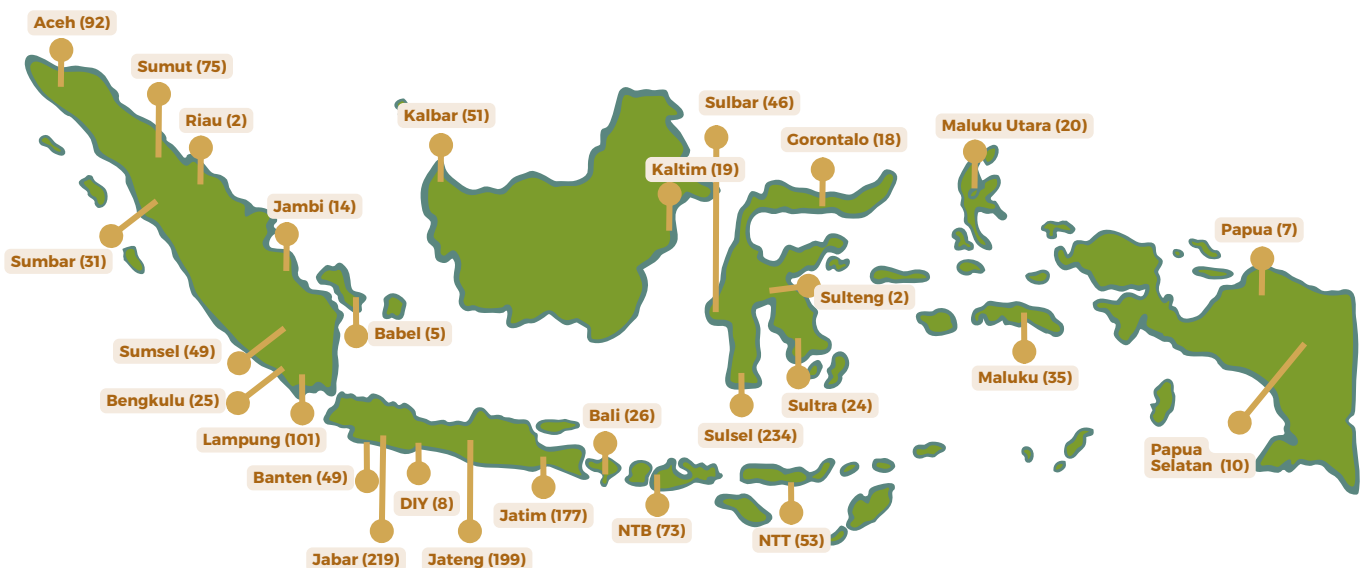 Aceh (92)
Sumut (75)
Riau (2)
Kalbar (51)
Sulbar (46)
Gorontalo (18)
Maluku Utara (20)
Kaltim (19)
Jambi (14)
Papua (7)
Sumbar (31)
Sulteng (2)
Babel (5)
Sumsel (49)
Maluku (35)
Bengkulu (25)
Sultra (24)
Bali (26)
Lampung (101)
Sulsel (234)
Papua
Selatan (10)
Banten (49)
DIY (8)
Jatim (177)
NTB (73)
NTT (53)
Jabar (219)
Jateng (199)